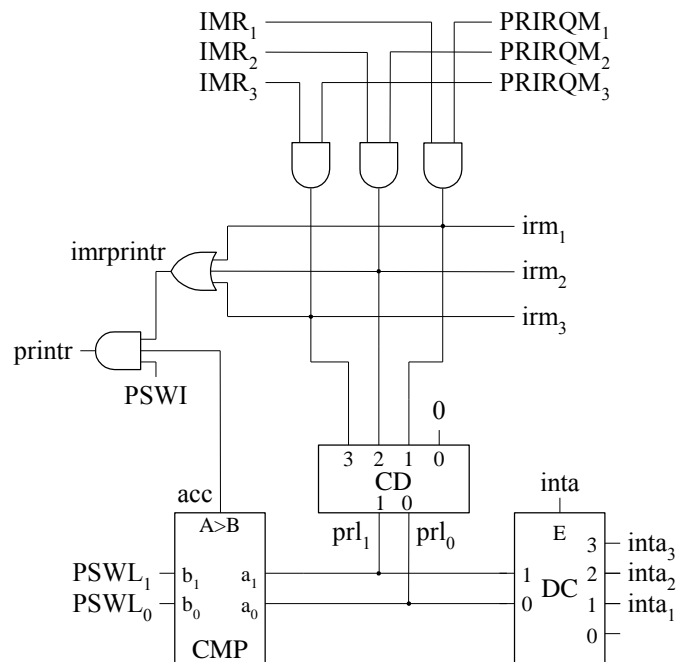 IMR₁ PRIRQM₁
IMR₂ PRIRQM₂
IMR₃ PRIRQM₃
irm₁
imrprintr
irm₂
irm₃
printr
PSWI
0
3 2 1 0
CD
1 0
acc
inta
A>B
prl₁ prl₀
E
3 inta₃
PSWL₁ b₁ a₁ 1 DC 2 inta₂
PSWL₀ b₀ a₀ 0 1 inta₁
0
CMP